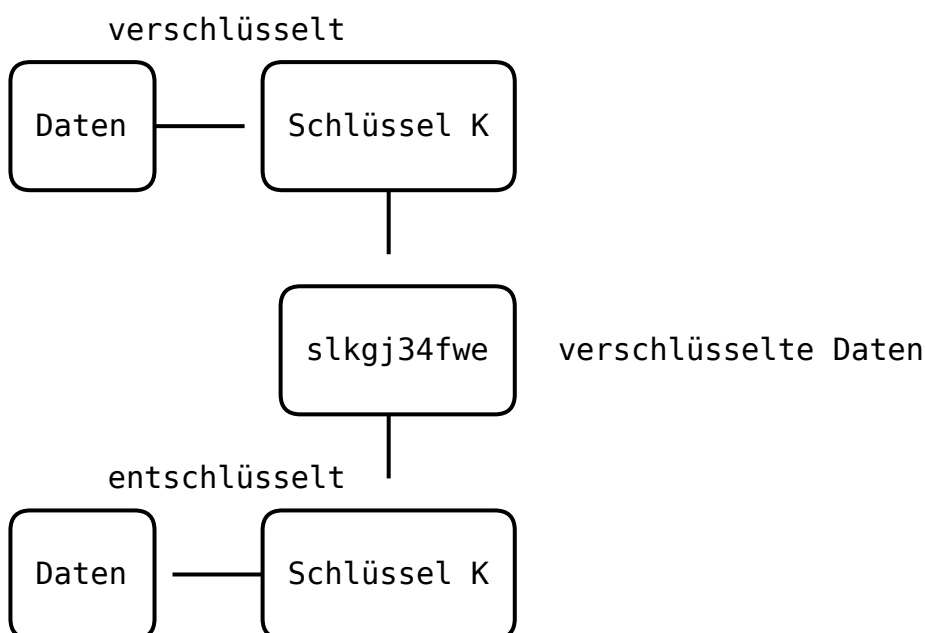 verschlüsselt
Daten
Schlüssel K
slkgj34fwe
verschlüsselte Daten
entschlüsselt
Daten
Schlüssel K